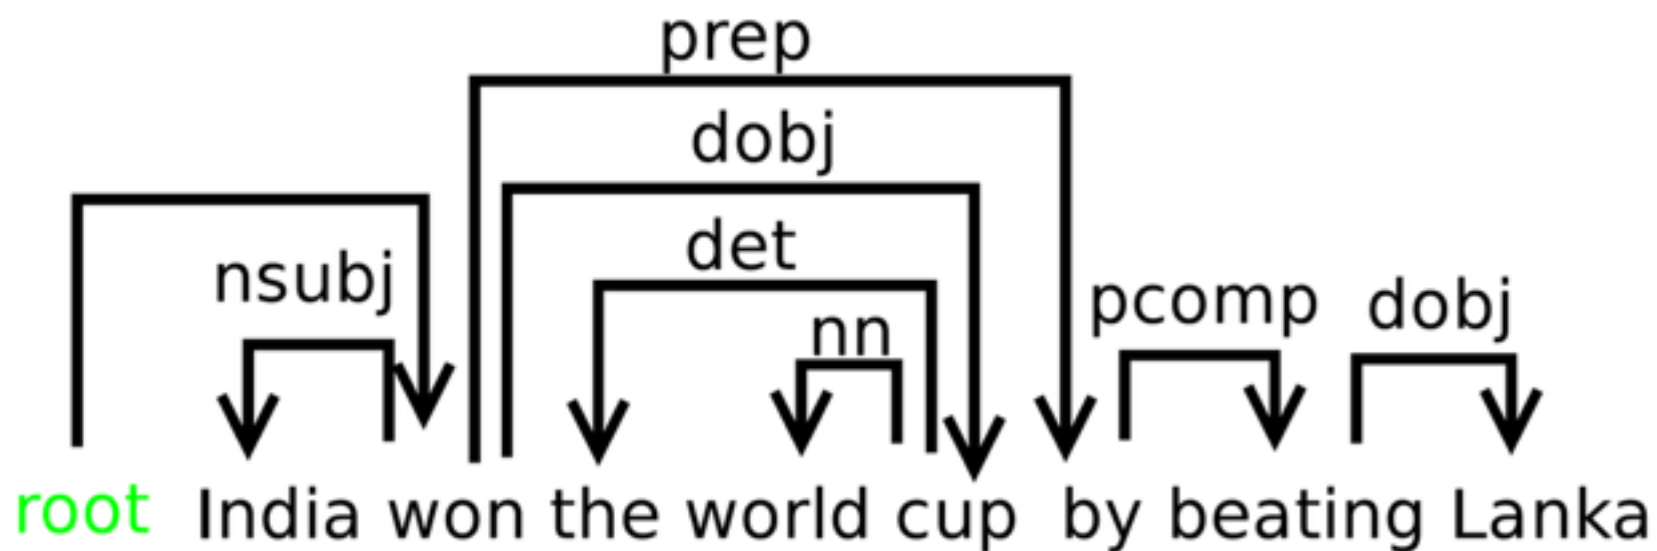 prep
dobj
det
nsubj
nn
pcomp dobj
root India won the world cup by beating Lanka